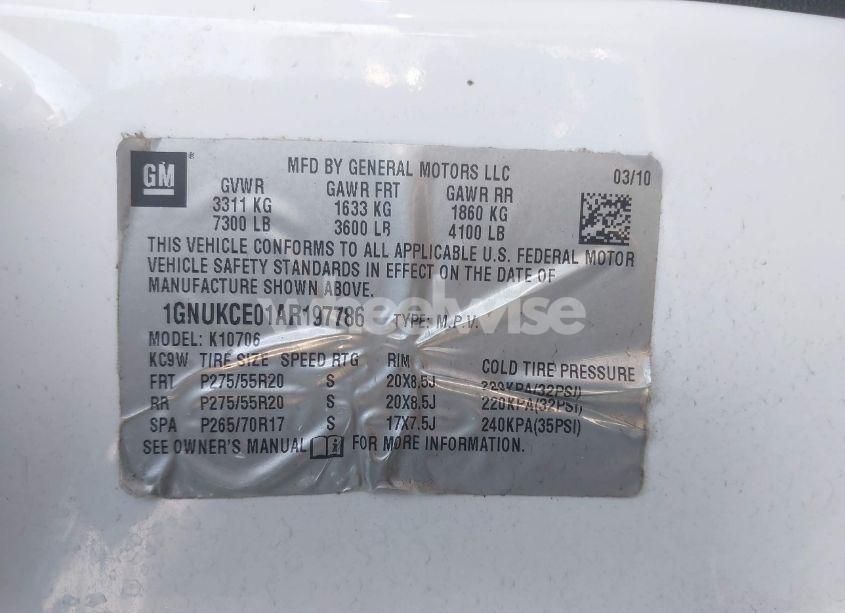 GM
MFD BY GENERAL MOTORS LLC 03/10
GVWR GAWR FRT GAWR RR
3311 KG 1633 KG 1860 KG
7300 LB 3600 LB 4100 LB
THIS VEHICLE CONFORMS TO ALL APPLICABLE U.S. FEDERAL MOTOR
VEHICLE SAFETY STANDARDS IN EFFECT ON THE DATE OF
MANUFACTURE SHOWN ABOVE.
1GNUKCE01AR197786 TYPE: M.P.V.
wheelwise
MODEL: K10706
KC9W TIRE SIZE SPEED RTG RIM COLD TIRE PRESSURE
FRT P275/55R20 S 20X8.5J 220KPA(32PSI)
RR P275/55R20 S 20X8.5J 220KPA(32PSI)
SPA P265/70R17 S 17X7.5J 240KPA(35PSI)
SEE OWNER'S MANUAL FOR MORE INFORMATION.